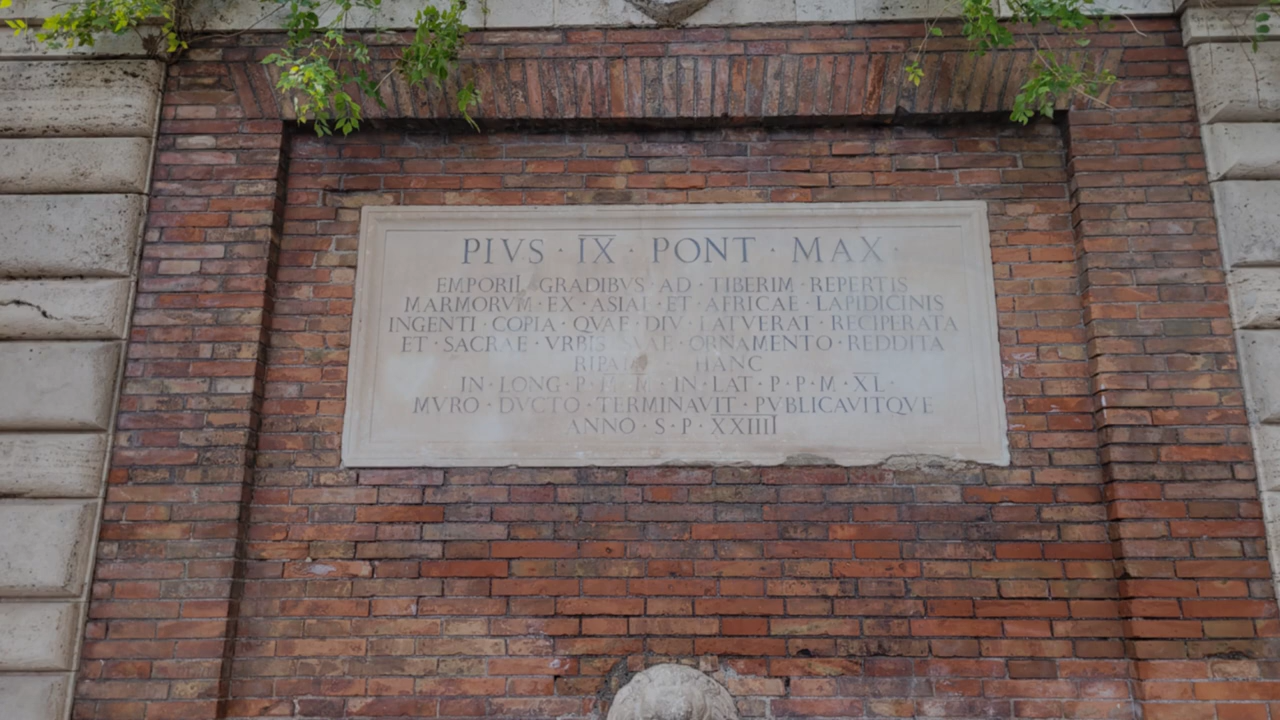 PIVS · IX · PONT · MAX ·
EMPORII GRADIBVS · AD · TIBERIM · REPERTIS
MARMORVM · EX · ASIAE · ET · AFRICAE · LAPIDICINIS
INGENTI · COPIA · QVAE · DIV · LATVERAT · RECIPERATA
ET · SACRAE · VRBIS SVAE · ORNAMENTO · REDDITA
HANC
IN · LONG · P · M · IN · LAT · P · P · M · XL ·
MVRO · DVCTO · TERMINAVIT · PVBLICAVITQVE
ANNO · S · P · XXIIII